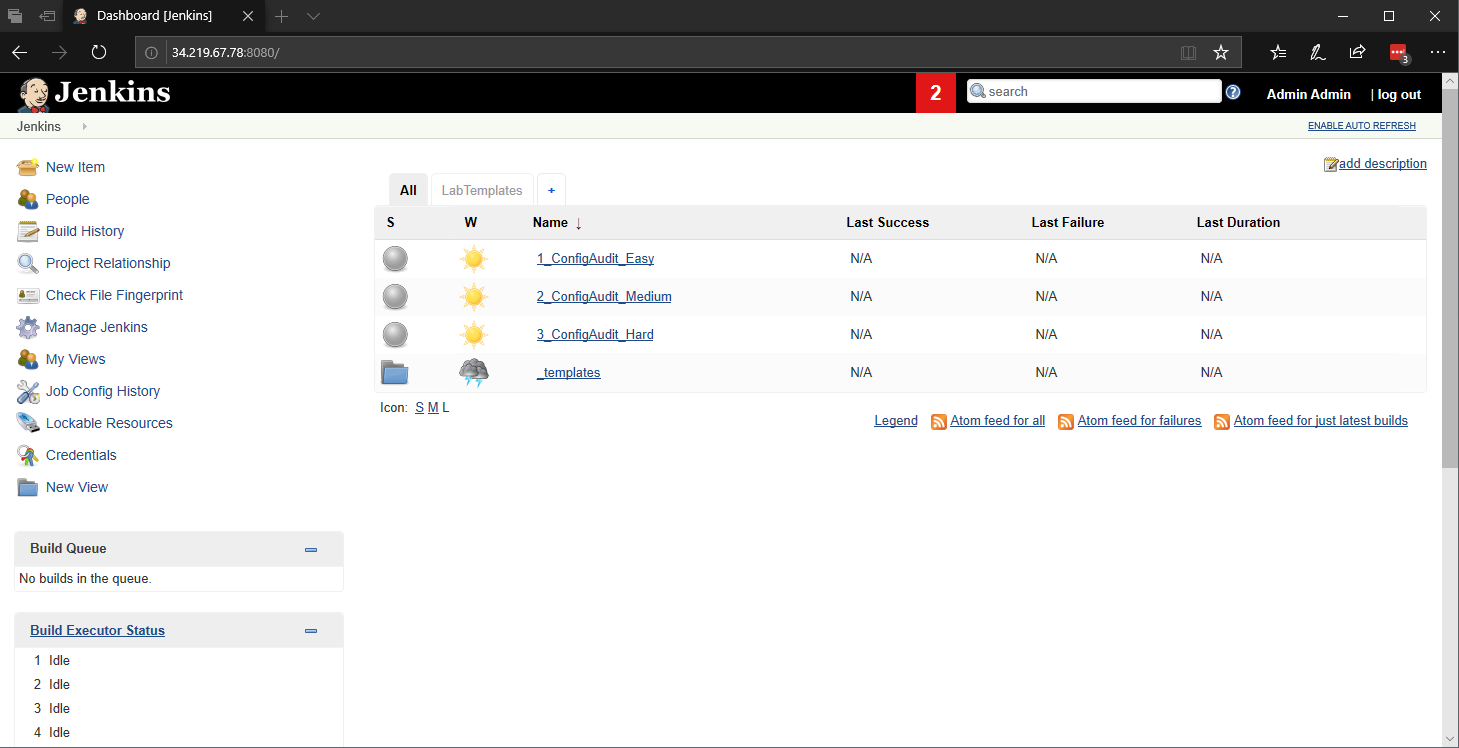 Dashboard [Jenkins]
34.219.67.78:8080/
3
Jenkins
2
search
?
Admin Admin
| log out
Jenkins
ENABLE AUTO REFRESH
New Item
People
Build History
Project Relationship
Check File Fingerprint
Manage Jenkins
My Views
Job Config History
Lockable Resources
Credentials
New View
Build Queue
No builds in the queue.
Build Executor Status
1 Idle
2 Idle
3 Idle
4 Idle
add description
All LabTemplates +
S W Name ↓ Last Success Last Failure Last Duration
1_ConfigAudit_Easy N/A N/A N/A
2_ConfigAudit_Medium N/A N/A N/A
3_ConfigAudit_Hard N/A N/A N/A
_templates N/A N/A N/A
Icon: S M L
Legend Atom feed for all Atom feed for failures Atom feed for just latest builds